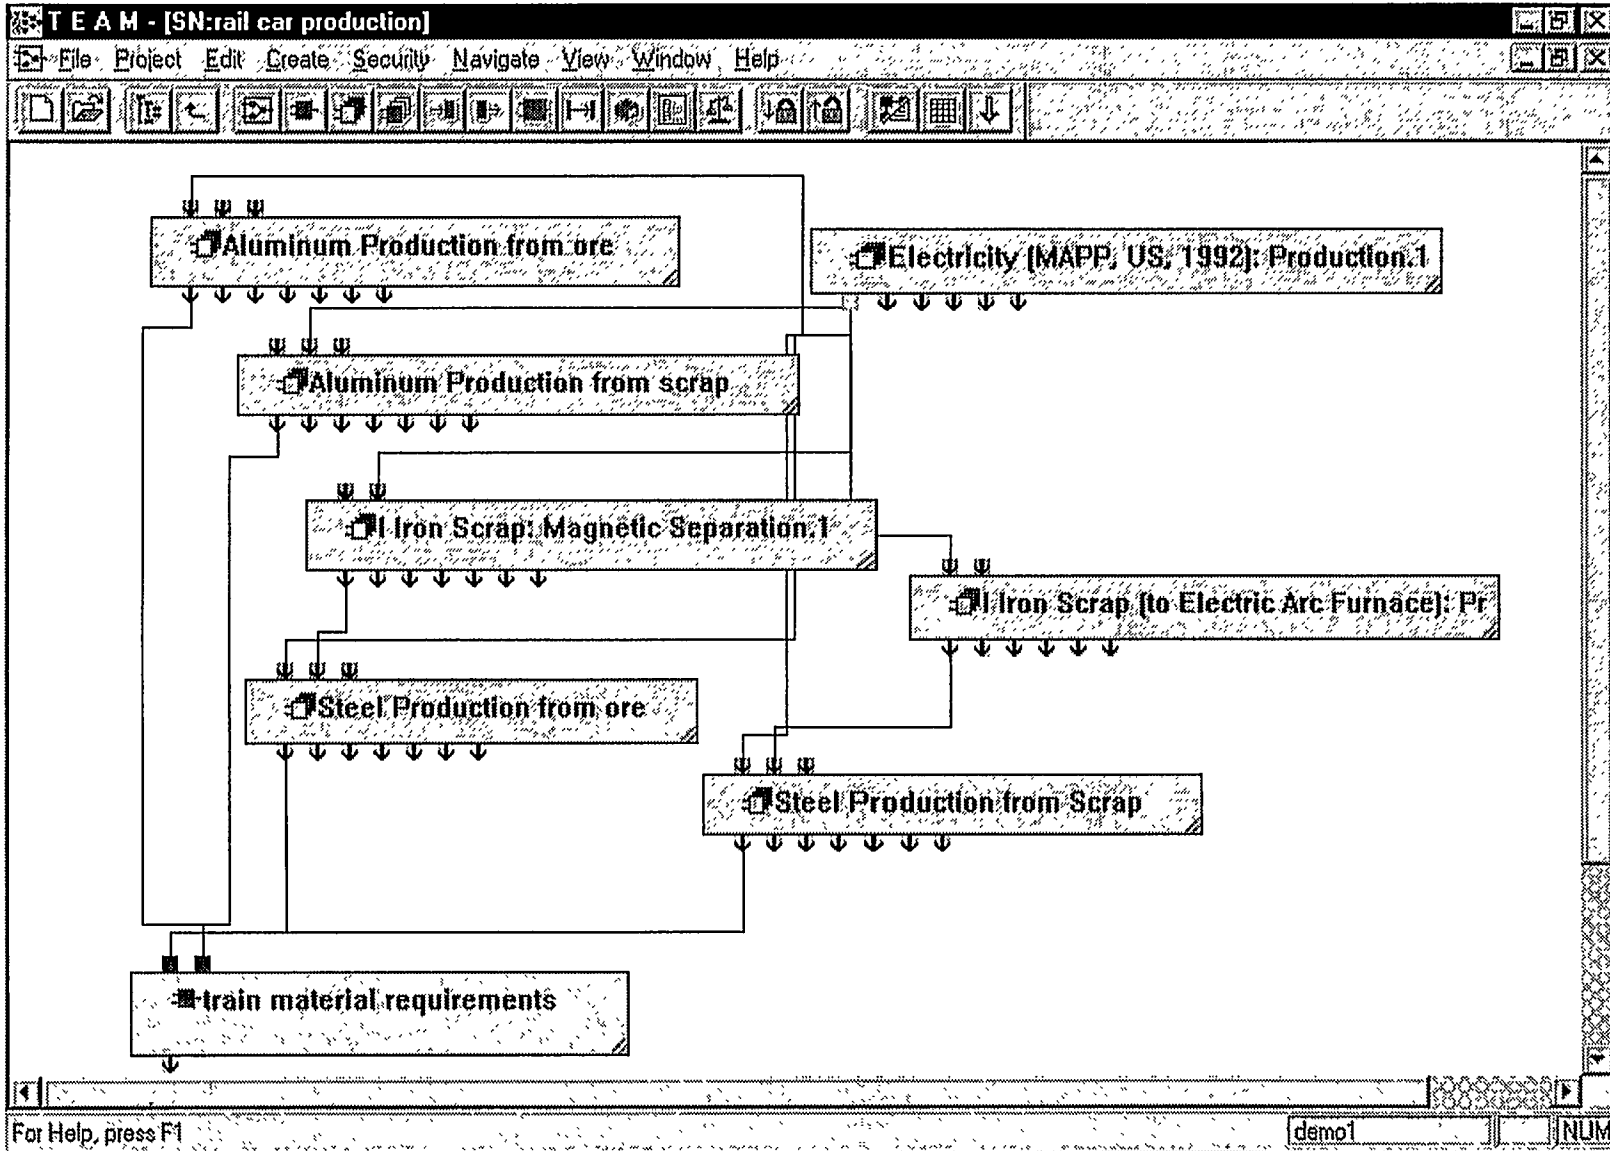 T E A M - [SN:rail car production]
File Project Edit Create Security Navigate View Window Help
Aluminum Production from ore
Electricity (MAPP, US, 1992): Production.1
Aluminum Production from scrap
I Iron Scrap: Magnetic Separation.1
I Iron Scrap (to Electric Arc Furnace): Pr
Steel Production from ore
Steel Production from Scrap
train material requirements
For Help, press F1
demo1
NUM